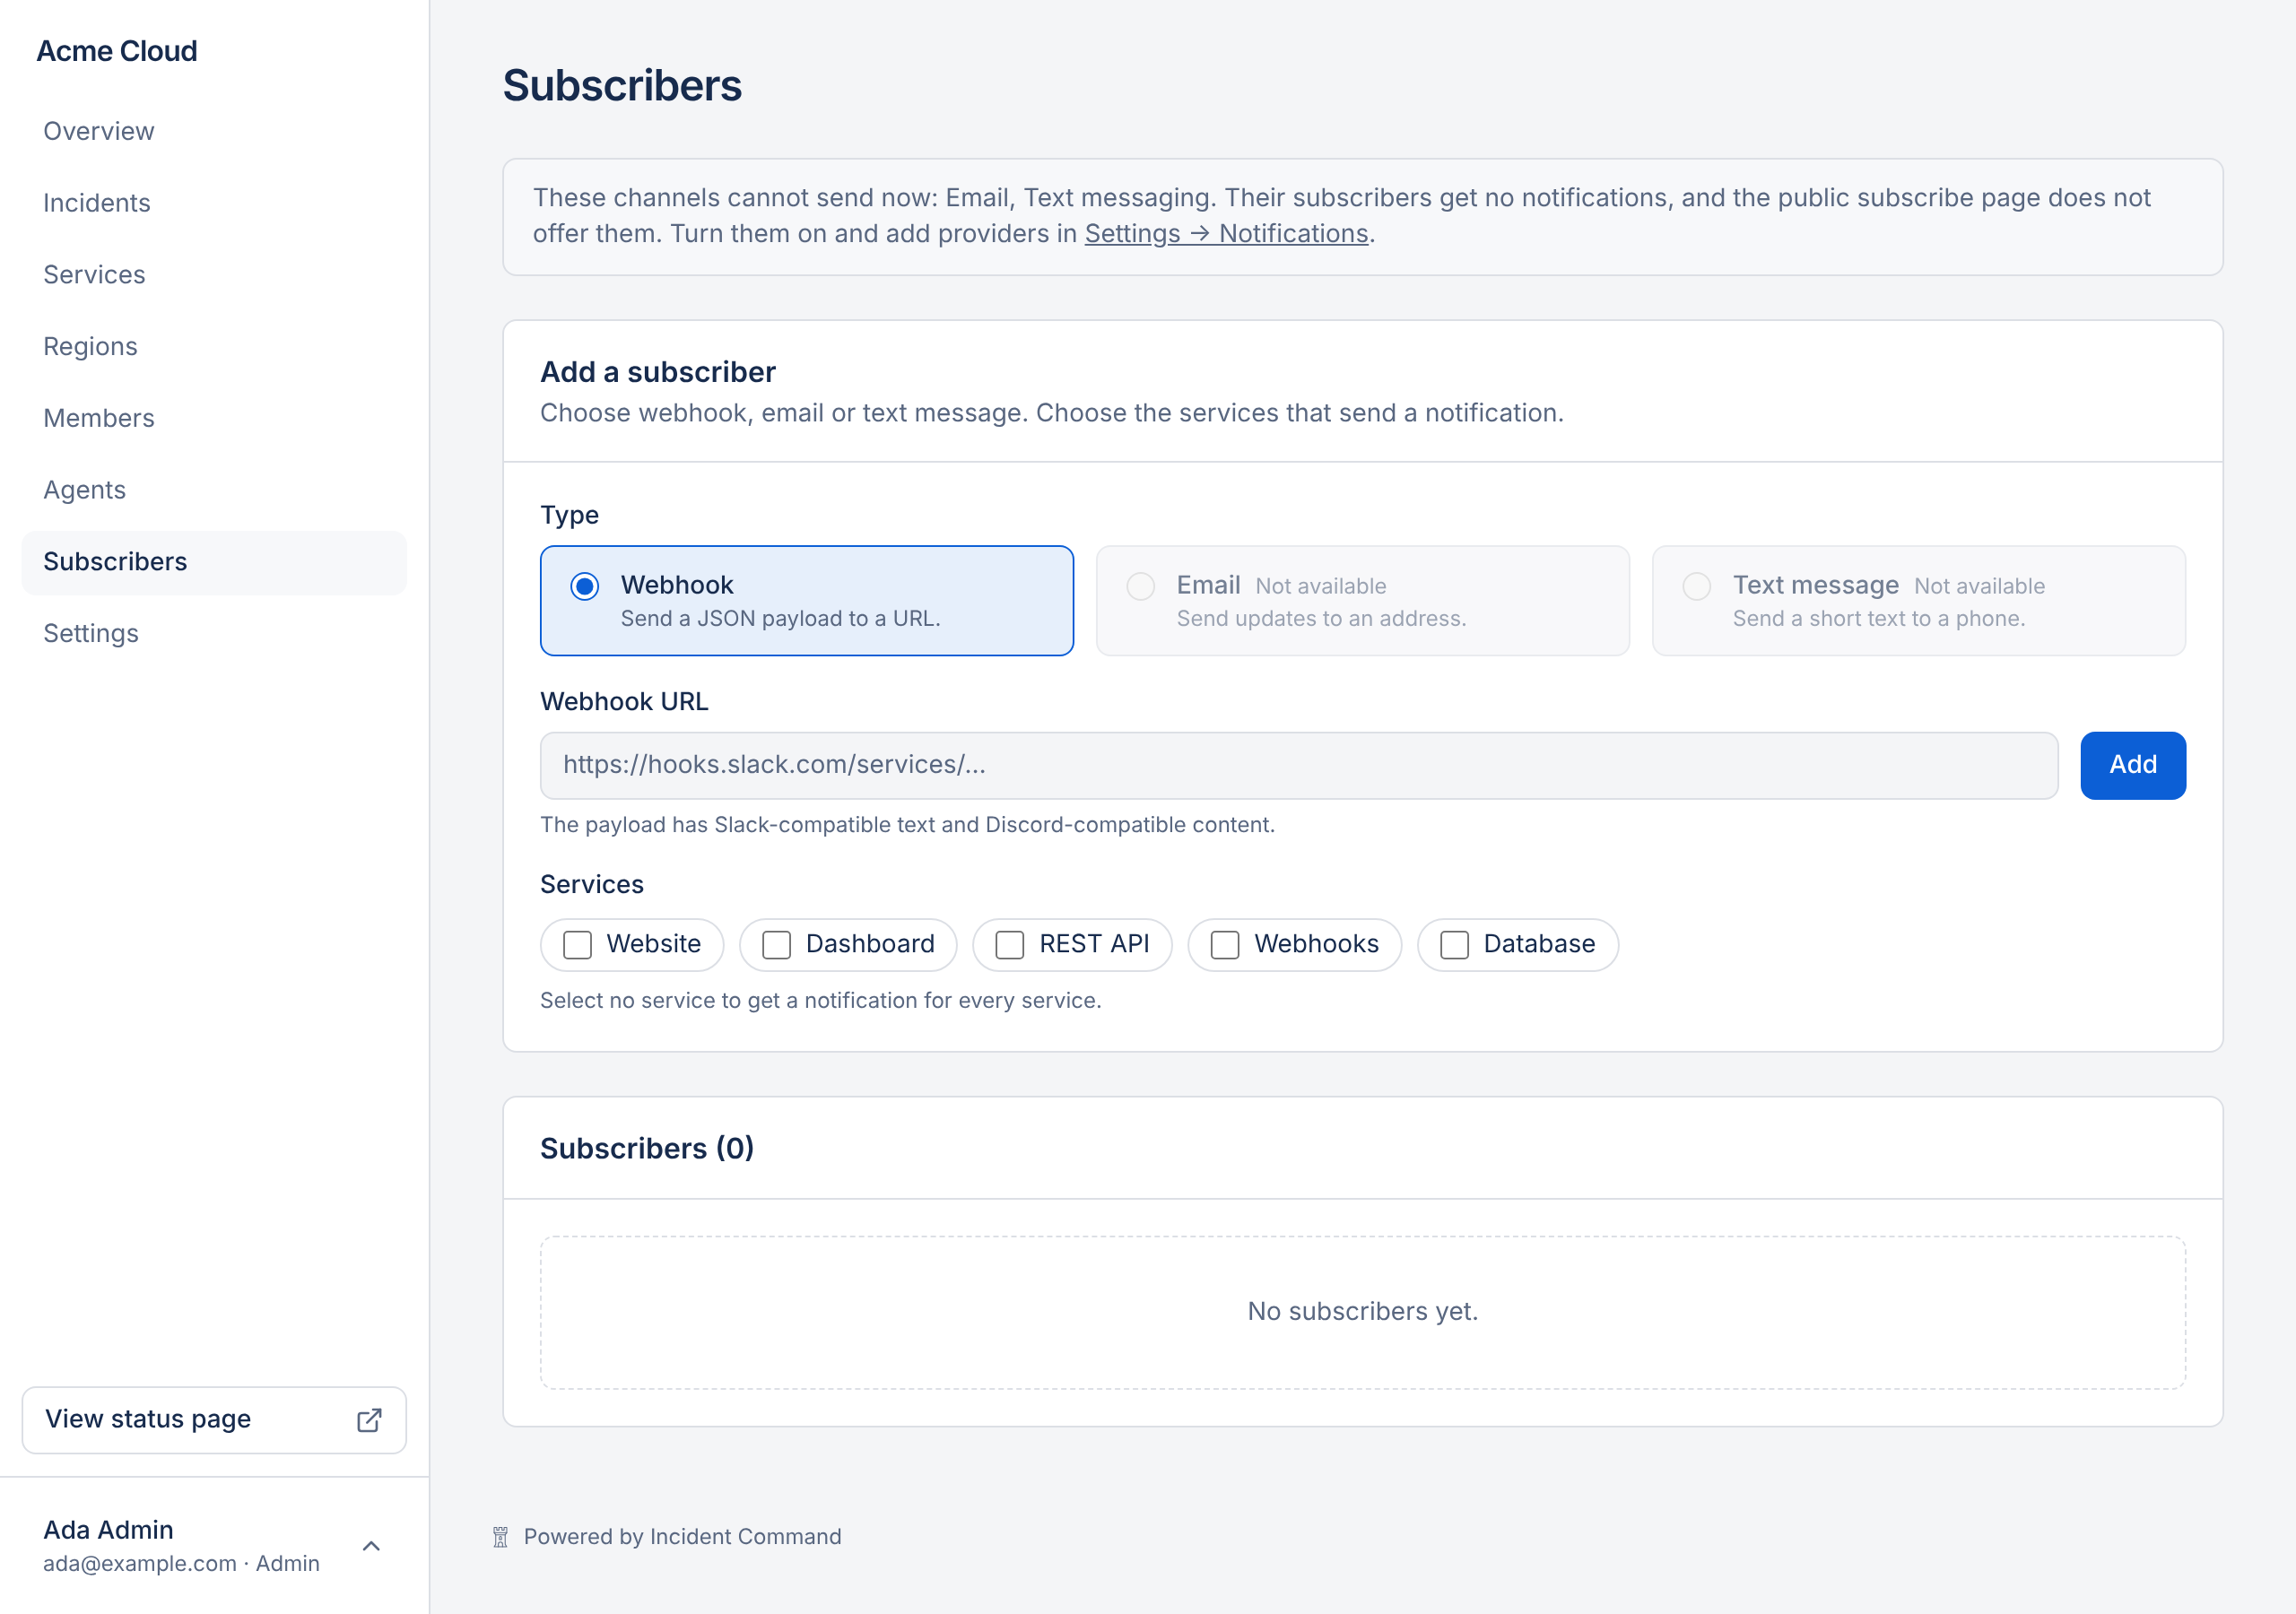 Acme Cloud
Overview
Incidents
Services
Regions
Members
Agents
Subscribers
Settings
View status page
Ada Admin
ada@example.com · Admin
Subscribers
These channels cannot send now: Email, Text messaging. Their subscribers get no notifications, and the public subscribe page does not
offer them. Turn them on and add providers in Settings → Notifications.
Add a subscriber
Choose webhook, email or text message. Choose the services that send a notification.
Type
Webhook
Send a JSON payload to a URL.
Email Not available
Send updates to an address.
Text message Not available
Send a short text to a phone.
Webhook URL
https://hooks.slack.com/services/...
Add
The payload has Slack-compatible text and Discord-compatible content.
Services
Website
Dashboard
REST API
Webhooks
Database
Select no service to get a notification for every service.
Subscribers (0)
No subscribers yet.
Powered by Incident Command